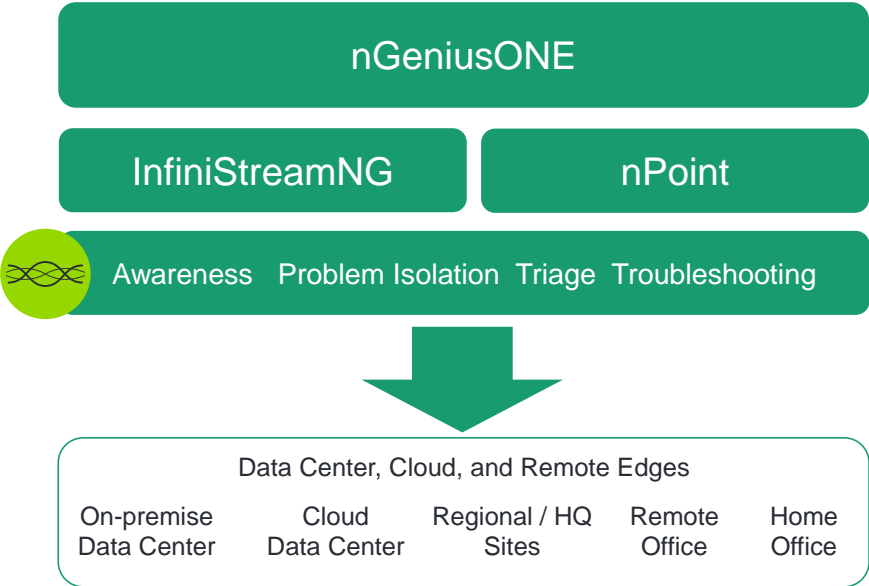 nGeniusONE
InfiniStreamNG
nPoint
Awareness Problem Isolation Triage Troubleshooting
Data Center, Cloud, and Remote Edges
On-premise
Data Center
Cloud
Data Center
Regional / HQ
Sites
Remote
Office
Home
Office